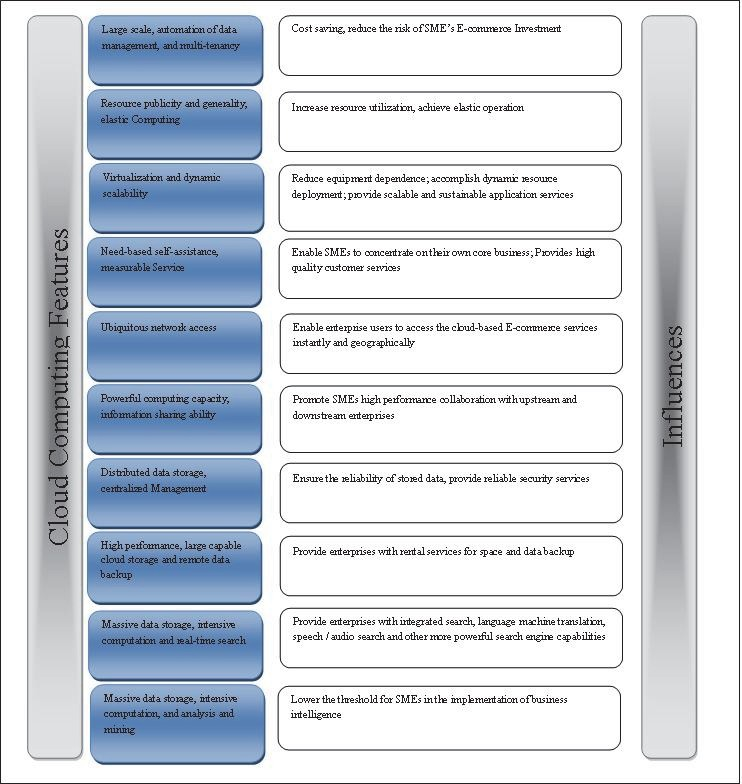 Cloud Computing Features
Large scale, automation of data
management, and multi-tenancy
Cost saving, reduce the risk of SME's E-commerce Investment
Resource publicity and generality,
elastic Computing
Increase resource utilization, achieve elastic operation
Virtualization and dynamic
scalability
Reduce equipment dependence; accomplish dynamic resource
deployment; provide scalable and sustainable application services
Need-based self-assistance,
measurable Service
Enable SMEs to concentrate on their own core business; Provides high
quality customer services
Ubiquitous network access
Enable enterprise users to access the cloud-based E-commerce services
instantly and geographically
Powerful computing capacity,
information sharing ability
Promote SMEs high performance collaboration with upstream and
downstream enterprises
Distributed data storage,
centralized Management
Ensure the reliability of stored data, provide reliable security services
High performance, large capable
cloud storage and remote data
backup
Provide enterprises with rental services for space and data backup
Massive data storage, intensive
computation and real-time search
Provide enterprises with integrated search, language machine translation,
speech / audio search and other more powerful search engine capabilities
Massive data storage, intensive
computation, and analysis and
mining
Lower the threshold for SMEs in the implementation of business
intelligence
Influences